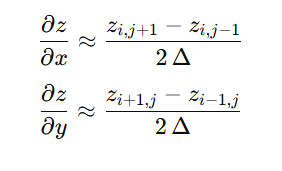 ∂z/∂x ≈ (z_{i,j+1} − z_{i,j−1})/(2 Δ)
∂z/∂y ≈ (z_{i+1,j} − z_{i−1,j})/(2 Δ)